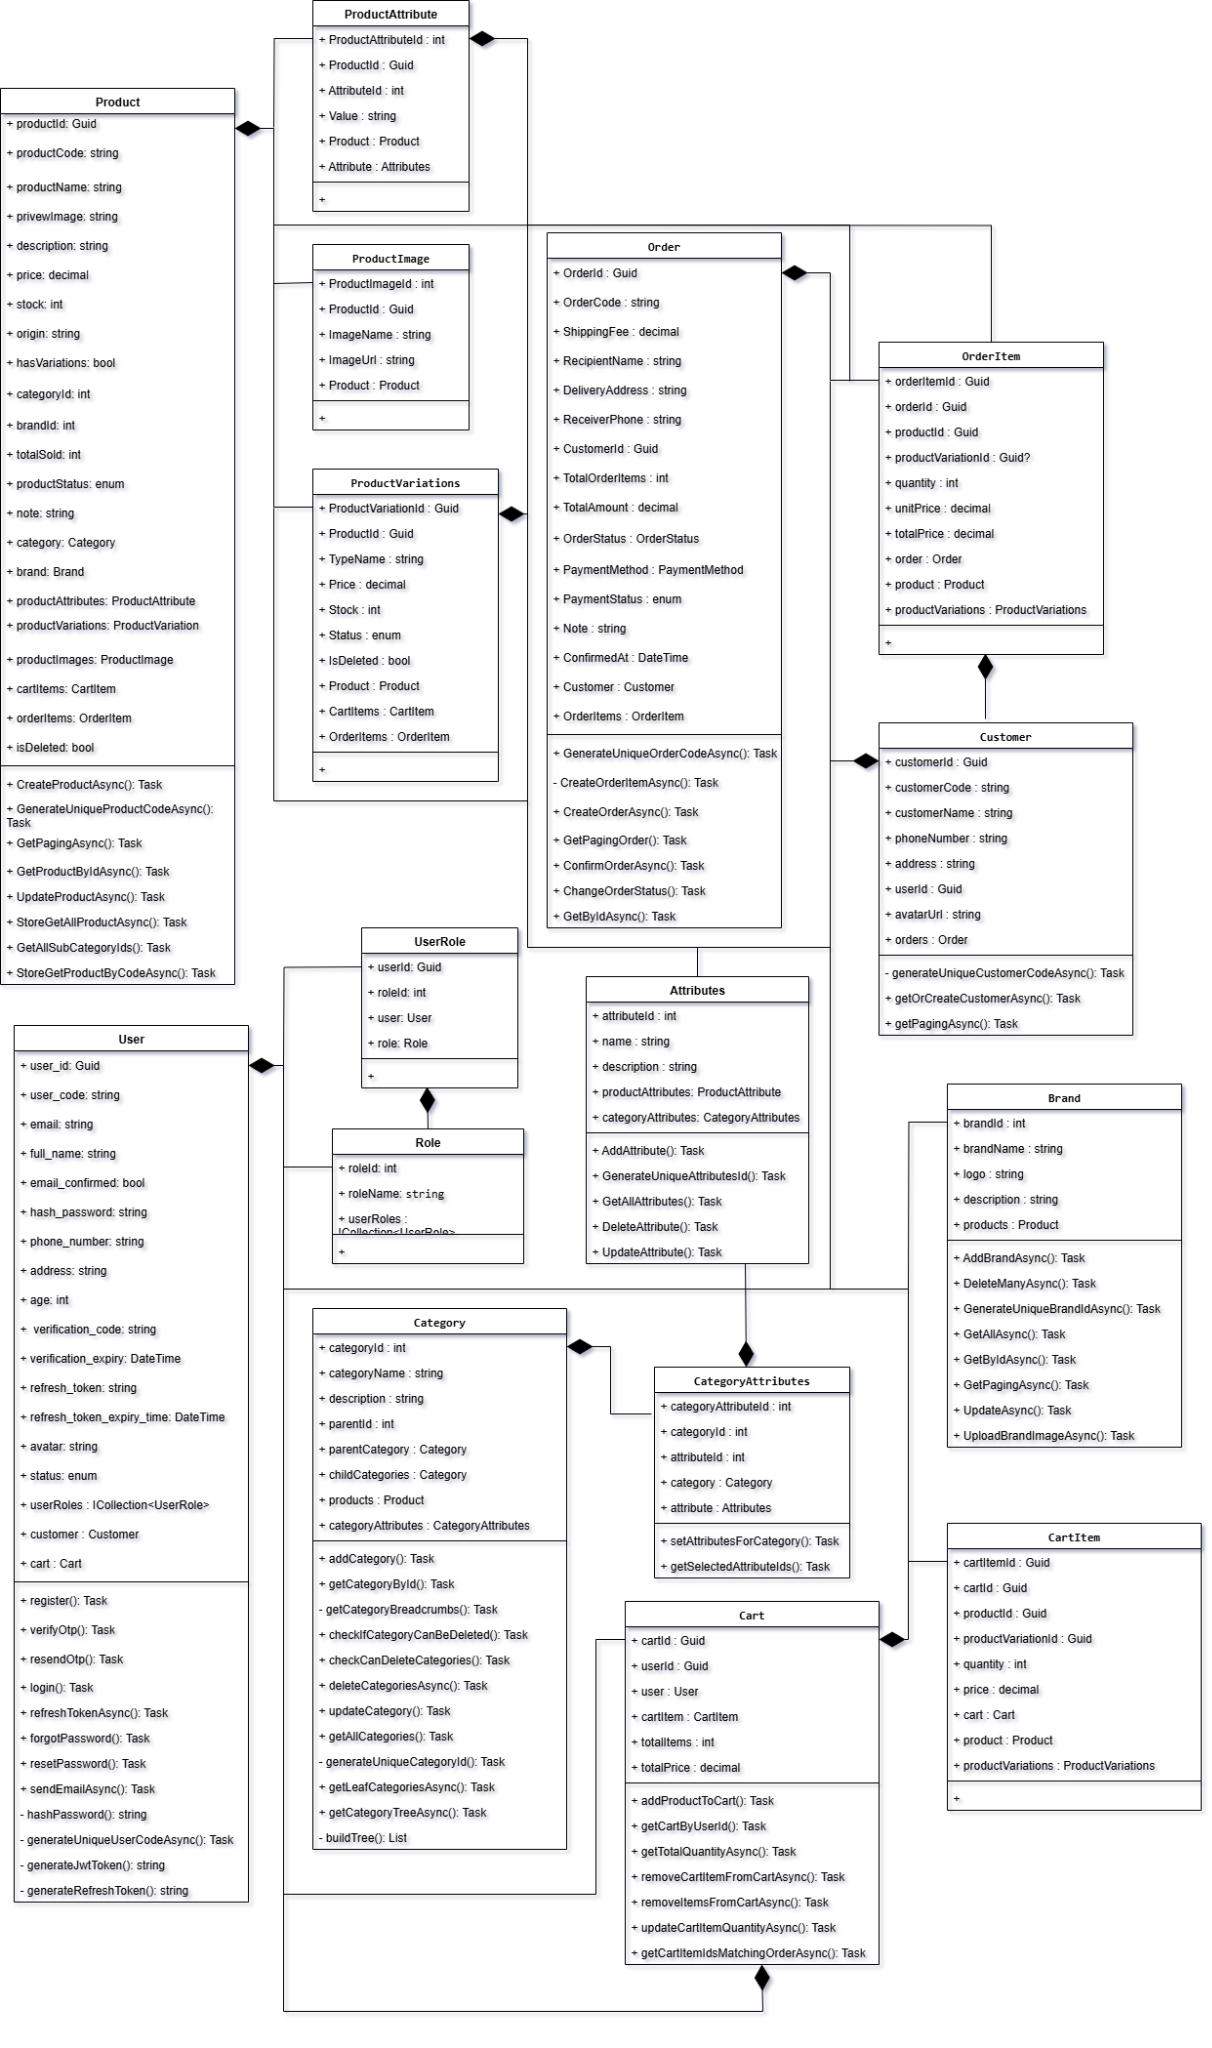 ProductAttribute
+ ProductAttributeId : int
+ ProductId : Guid
+ AttributeId : int
+ Value : string
+ Product : Product
+ Attribute : Attributes
+
Product
+ productId: Guid
+ productCode: string
+ productName: string
+ privewImage: string
+ description: string
+ price: decimal
+ stock: int
+ origin: string
+ hasVariations: bool
+ categoryId: int
+ brandId: int
+ totalSold: int
+ productStatus: enum
+ note: string
+ category: Category
+ brand: Brand
+ productAttributes: ProductAttribute
+ productVariations: ProductVariation
+ productImages: ProductImage
+ cartItems: CartItem
+ orderItems: OrderItem
+ isDeleted: bool
+ CreateProductAsync(): Task
+ GenerateUniqueProductCodeAsync():
Task
+ GetPagingAsync(): Task
+ GetProductByIdAsync(): Task
+ UpdateProductAsync(): Task
+ StoreGetAllProductAsync(): Task
+ GetAllSubCategoryIds(): Task
+ StoreGetProductByCodeAsync(): Task
ProductImage
+ ProductImageId : int
+ ProductId : Guid
+ ImageName : string
+ ImageUrl : string
+ Product : Product
+
ProductVariations
+ ProductVariationId : Guid
+ ProductId : Guid
+ TypeName : string
+ Price : decimal
+ Stock : int
+ Status : enum
+ IsDeleted : bool
+ Product : Product
+ CartItems : CartItem
+ OrderItems : OrderItem
+
Order
+ OrderId : Guid
+ OrderCode : string
+ ShippingFee : decimal
+ RecipientName : string
+ DeliveryAddress : string
+ ReceiverPhone : string
+ CustomerId : Guid
+ TotalOrderItems : int
+ TotalAmount : decimal
+ OrderStatus : OrderStatus
+ PaymentMethod : PaymentMethod
+ PaymentStatus : enum
+ Note : string
+ ConfirmedAt : DateTime
+ Customer : Customer
+ OrderItems : OrderItem
+ GenerateUniqueOrderCodeAsync(): Task
- CreateOrderItemAsync(): Task
+ CreateOrderAsync(): Task
+ GetPagingOrder(): Task
+ ConfirmOrderAsync(): Task
+ ChangeOrderStatus(): Task
+ GetByIdAsync(): Task
OrderItem
+ orderItemId : Guid
+ orderId : Guid
+ productId : Guid
+ productVariationId : Guid?
+ quantity : int
+ unitPrice : decimal
+ totalPrice : decimal
+ order : Order
+ product : Product
+ productVariations : ProductVariations
+
Customer
+ customerId : Guid
+ customerCode : string
+ customerName : string
+ phoneNumber : string
+ address : string
+ userId : Guid
+ avatarUrl : string
+ orders : Order
- generateUniqueCustomerCodeAsync(): Task
+ getOrCreateCustomerAsync(): Task
+ getPagingAsync(): Task
UserRole
+ userId: Guid
+ roleId: int
+ user: User
+ role: Role
+
Role
+ roleId: int
+ roleName: string
+ userRoles :
ICollection<UserRole>
+
Attributes
+ attributeId : int
+ name : string
+ description : string
+ productAttributes: ProductAttribute
+ categoryAttributes: CategoryAttributes
+ AddAttribute(): Task
+ GenerateUniqueAttributesId(): Task
+ GetAllAttributes(): Task
+ DeleteAttribute(): Task
+ UpdateAttribute(): Task
User
+ user_id: Guid
+ user_code: string
+ email: string
+ full_name: string
+ email_confirmed: bool
+ hash_password: string
+ phone_number: string
+ address: string
+ age: int
+ verification_code: string
+ verification_expiry: DateTime
+ refresh_token: string
+ refresh_token_expiry_time: DateTime
+ avatar: string
+ status: enum
+ userRoles : ICollection<UserRole>
+ customer : Customer
+ cart : Cart
+ register(): Task
+ verifyOtp(): Task
+ resendOtp(): Task
+ login(): Task
+ refreshTokenAsync(): Task
+ forgotPassword(): Task
+ resetPassword(): Task
+ sendEmailAsync(): Task
- hashPassword(): string
- generateUniqueUserCodeAsync(): Task
- generateJwtToken(): string
- generateRefreshToken(): string
Brand
+ brandId : int
+ brandName : string
+ logo : string
+ description : string
+ products : Product
+ AddBrandAsync(): Task
+ DeleteManyAsync(): Task
+ GenerateUniqueBrandIdAsync(): Task
+ GetAllAsync(): Task
+ GetByIdAsync(): Task
+ GetPagingAsync(): Task
+ UpdateAsync(): Task
+ UploadBrandImageAsync(): Task
Category
+ categoryId : int
+ categoryName : string
+ description : string
+ parentId : int
+ parentCategory : Category
+ childCategories : Category
+ products : Product
+ categoryAttributes : CategoryAttributes
+ addCategory(): Task
+ getCategoryById(): Task
- getCategoryBreadcrumbs(): Task
+ checkIfCategoryCanBeDeleted(): Task
+ checkCanDeleteCategories(): Task
+ deleteCategoriesAsync(): Task
+ updateCategory(): Task
+ getAllCategories(): Task
- generateUniqueCategoryId(): Task
+ getLeafCategoriesAsync(): Task
+ getCategoryTreeAsync(): Task
- buildTree(): List
CategoryAttributes
+ categoryAttributeId : int
+ categoryId : int
+ attributeId : int
+ category : Category
+ attribute : Attributes
+ setAttributesForCategory(): Task
+ getSelectedAttributeIds(): Task
Cart
+ cartId : Guid
+ userId : Guid
+ user : User
+ cartItem : CartItem
+ totalItems : int
+ totalPrice : decimal
+ addProductToCart(): Task
+ getCartByUserId(): Task
+ getTotalQuantityAsync(): Task
+ removeCartItemFromCartAsync(): Task
+ removeItemsFromCartAsync(): Task
+ updateCartItemQuantityAsync(): Task
+ getCartItemIdsMatchingOrderAsync(): Task
CartItem
+ cartItemId : Guid
+ cartId : Guid
+ productId : Guid
+ productVariationId : Guid
+ quantity : int
+ price : decimal
+ cart : Cart
+ product : Product
+ productVariations : ProductVariations
+